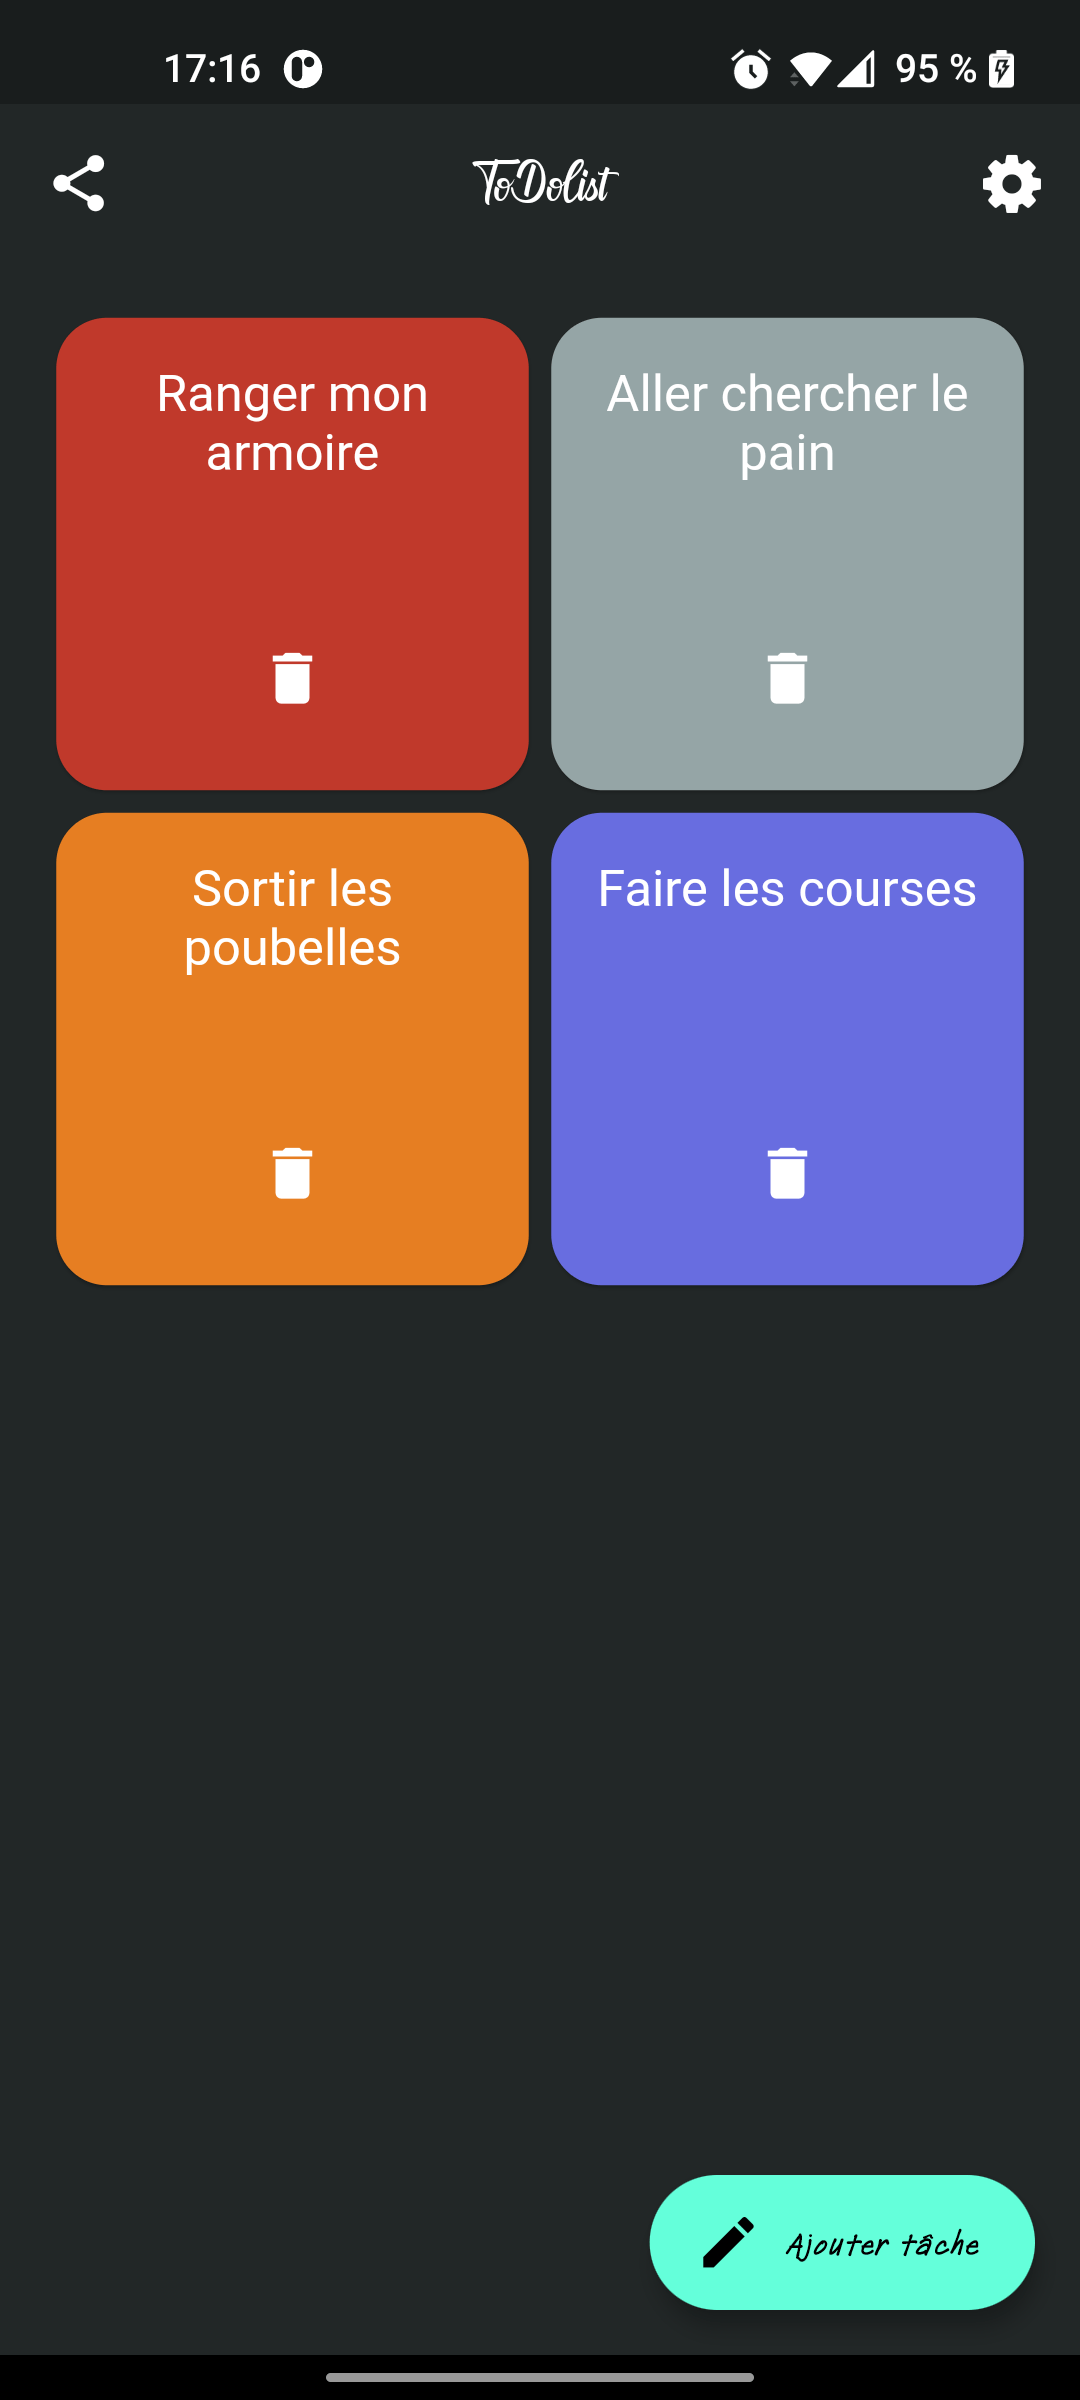 17:16
95 %
ToDolist
Ranger mon
armoire
Aller chercher le
pain
Sortir les
poubelles
Faire les courses
Ajouter tâche